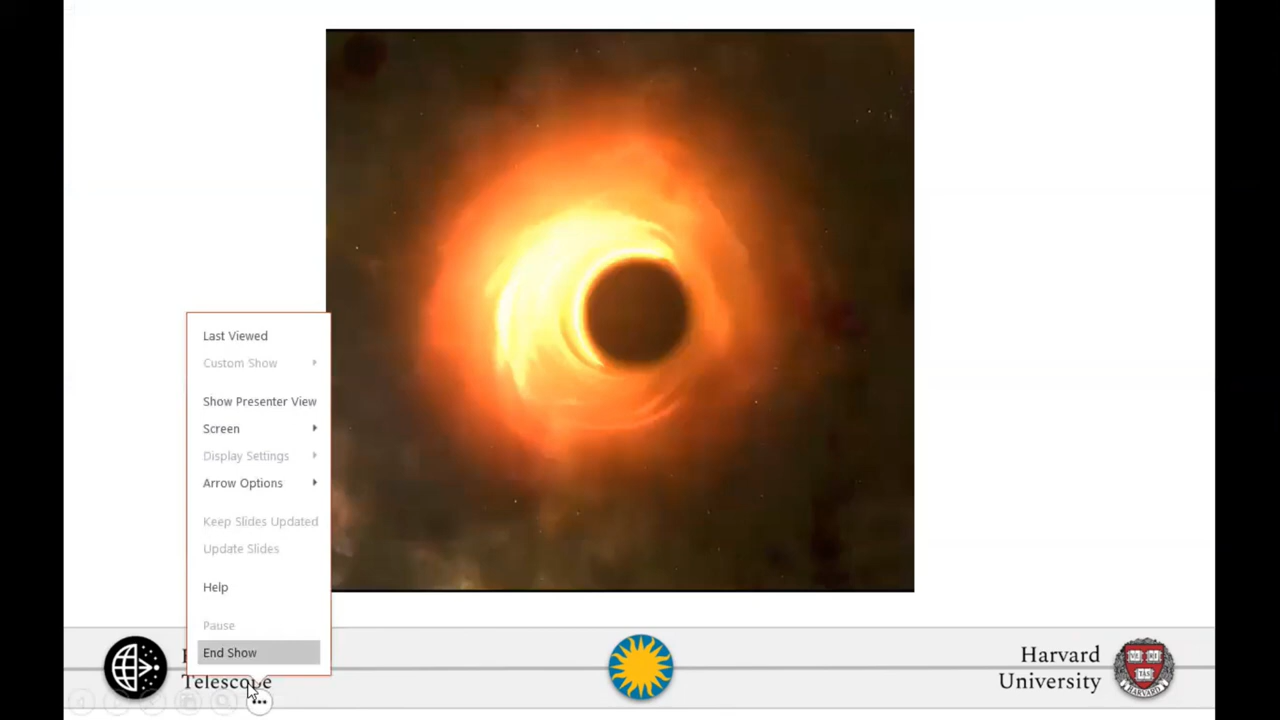 Last Viewed
Custom Show
Show Presenter View
Screen
Display Settings
Arrow Options
Keep Slides Updated
Update Slides
Help
Pause
End Show
Telescope
Harvard
University